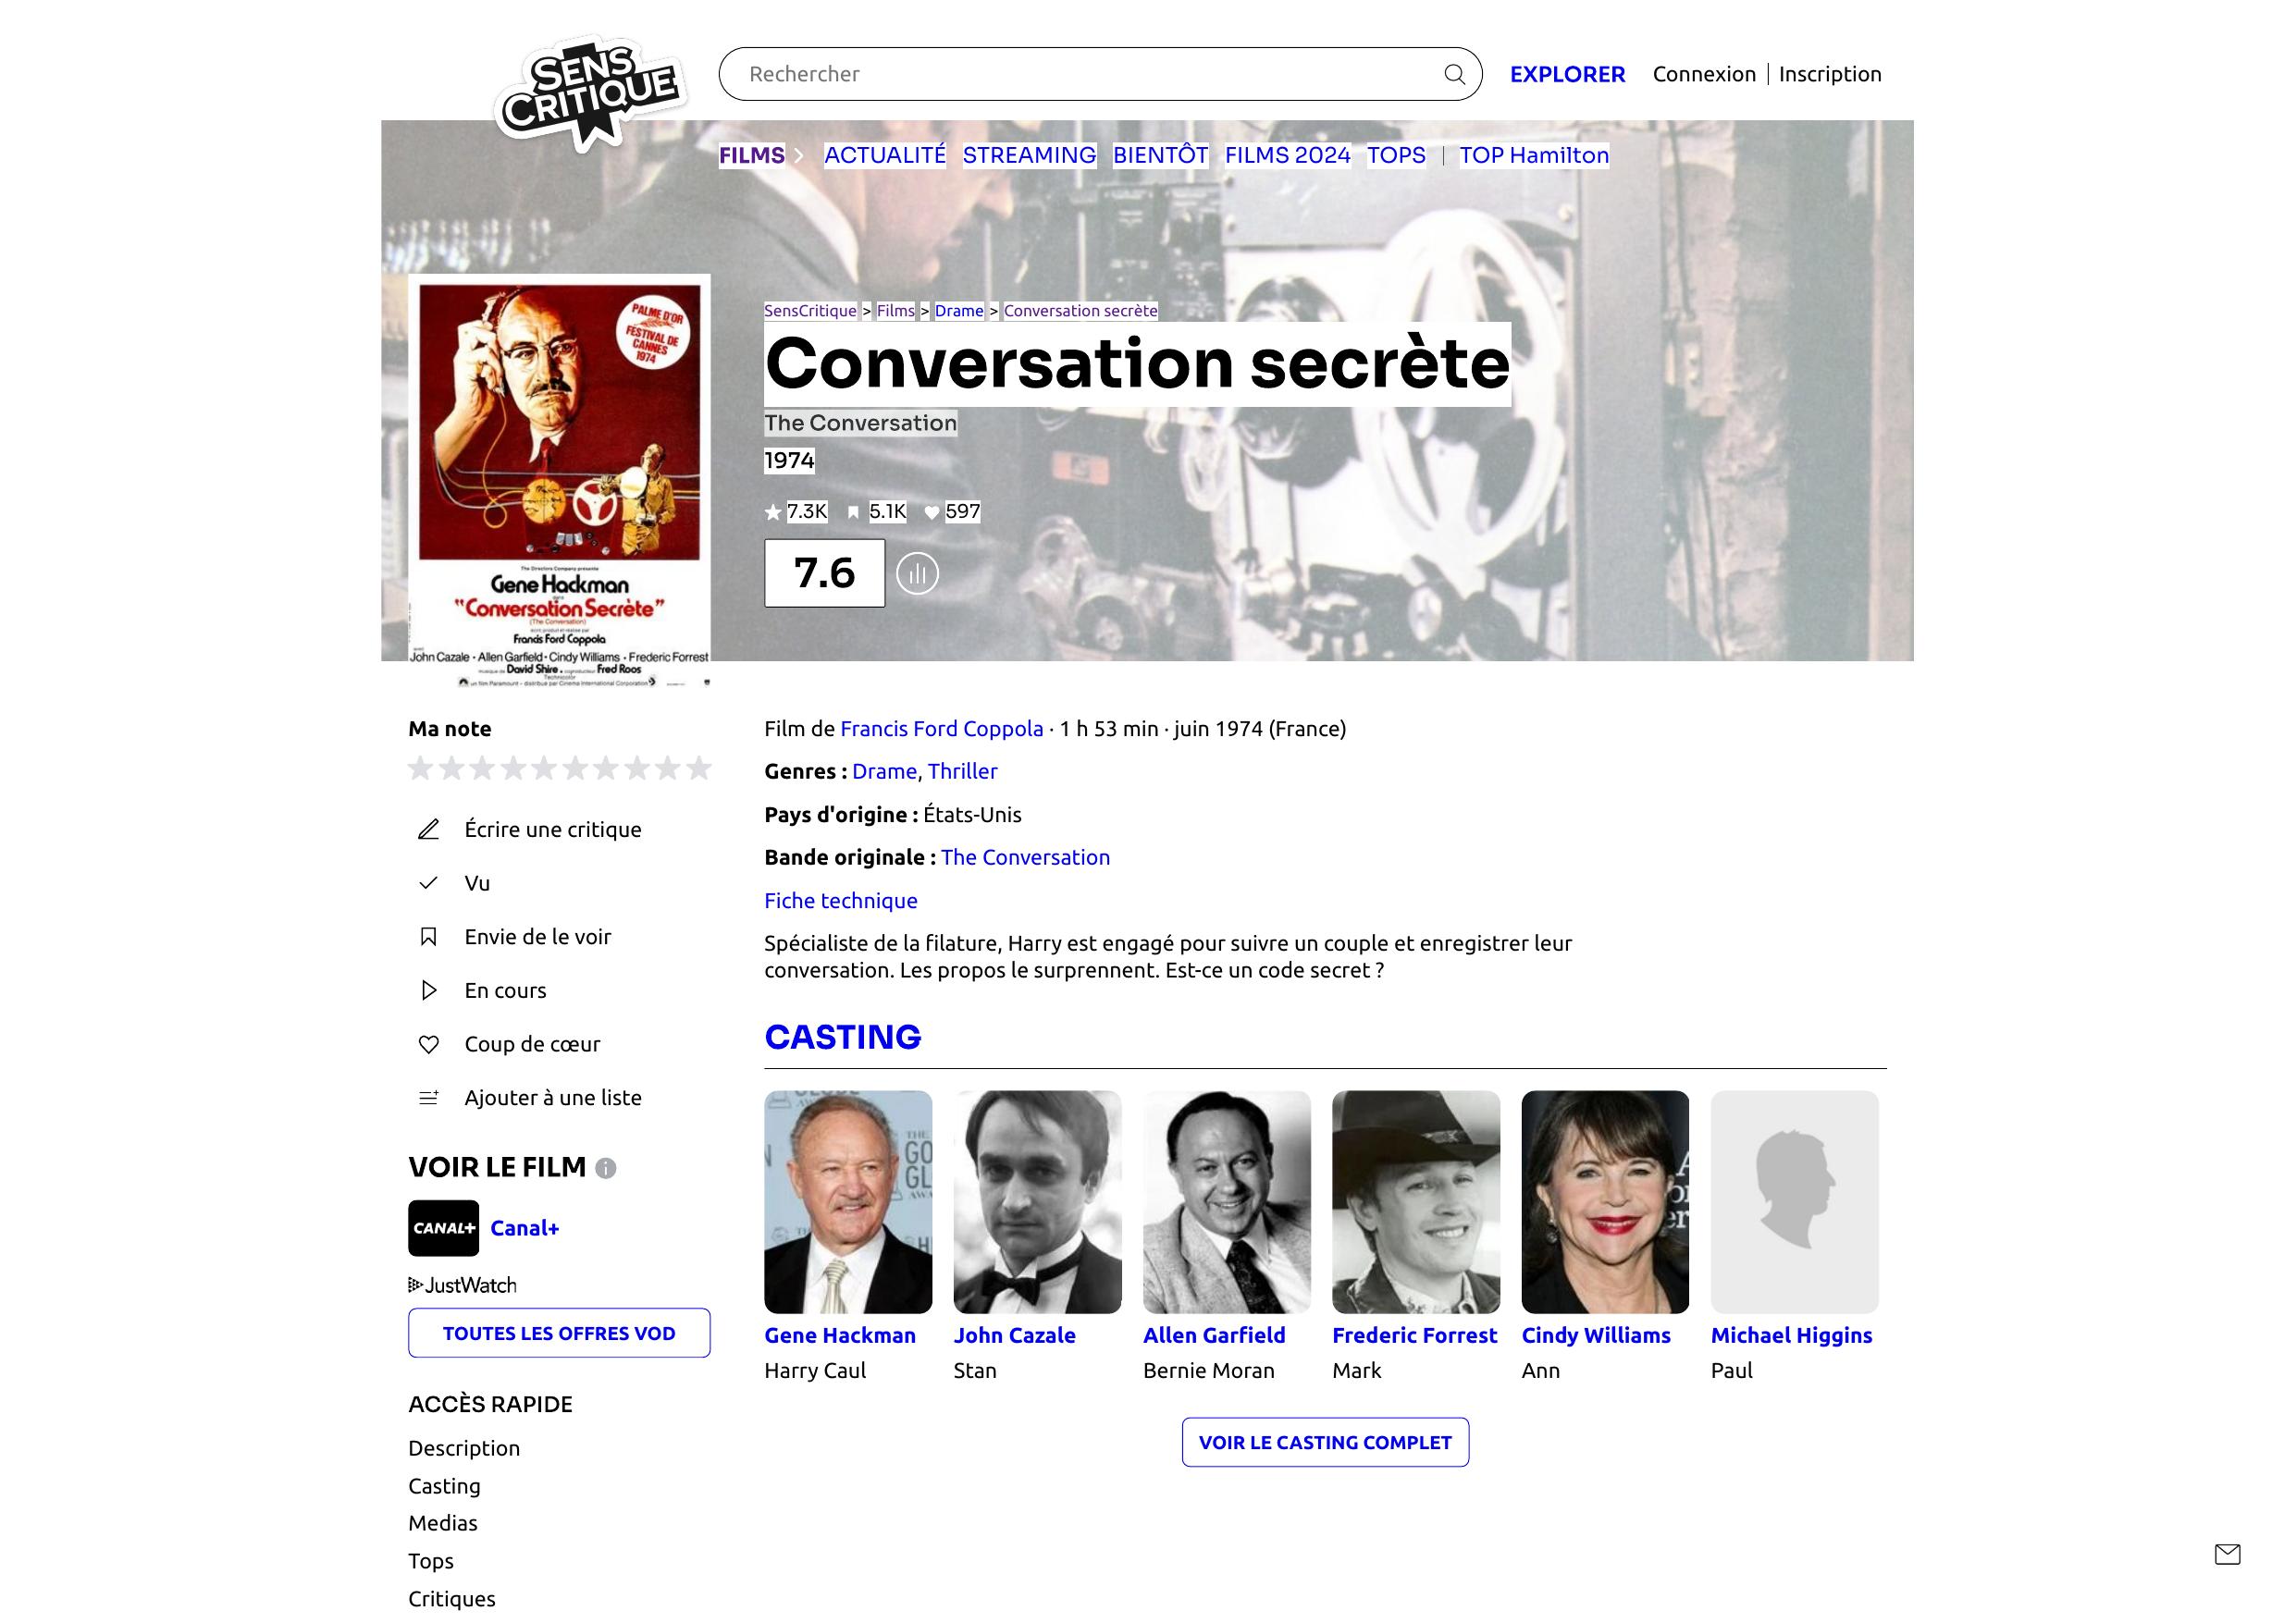 SENS
CRITIQUE
Rechercher
EXPLORER
Connexion
Inscription
FILMS
ACTUALITÉ
STREAMING
BIENTÔT
FILMS 2024
TOPS
TOP Hamilton
PALME D'OR
FESTIVAL DE
CANNES
1974
Gene Hackman
"Conversation Secrète"
(The Conversation)
Francis Ford Coppola
John Cazale • Allen Garfield • Cindy Williams • Frederic Forrest
David Shire
Fred Roos
Technicolor
SensCritique > Films > Drame > Conversation secrète
Conversation secrète
The Conversation
1974
7.3K
5.1K
597
7.6
Ma note
Écrire une critique
Vu
Envie de le voir
En cours
Coup de cœur
Ajouter à une liste
VOIR LE FILM
CANAL+
Canal+
JustWatch
TOUTES LES OFFRES VOD
ACCÈS RAPIDE
Description
Casting
Medias
Tops
Critiques
Film de Francis Ford Coppola · 1 h 53 min · juin 1974 (France)
Genres : Drame, Thriller
Pays d'origine : États-Unis
Bande originale : The Conversation
Fiche technique
Spécialiste de la filature, Harry est engagé pour suivre un couple et enregistrer leur
conversation. Les propos le surprennent. Est-ce un code secret ?
CASTING
Gene Hackman
Harry Caul
John Cazale
Stan
Allen Garfield
Bernie Moran
Frederic Forrest
Mark
Cindy Williams
Ann
Michael Higgins
Paul
VOIR LE CASTING COMPLET